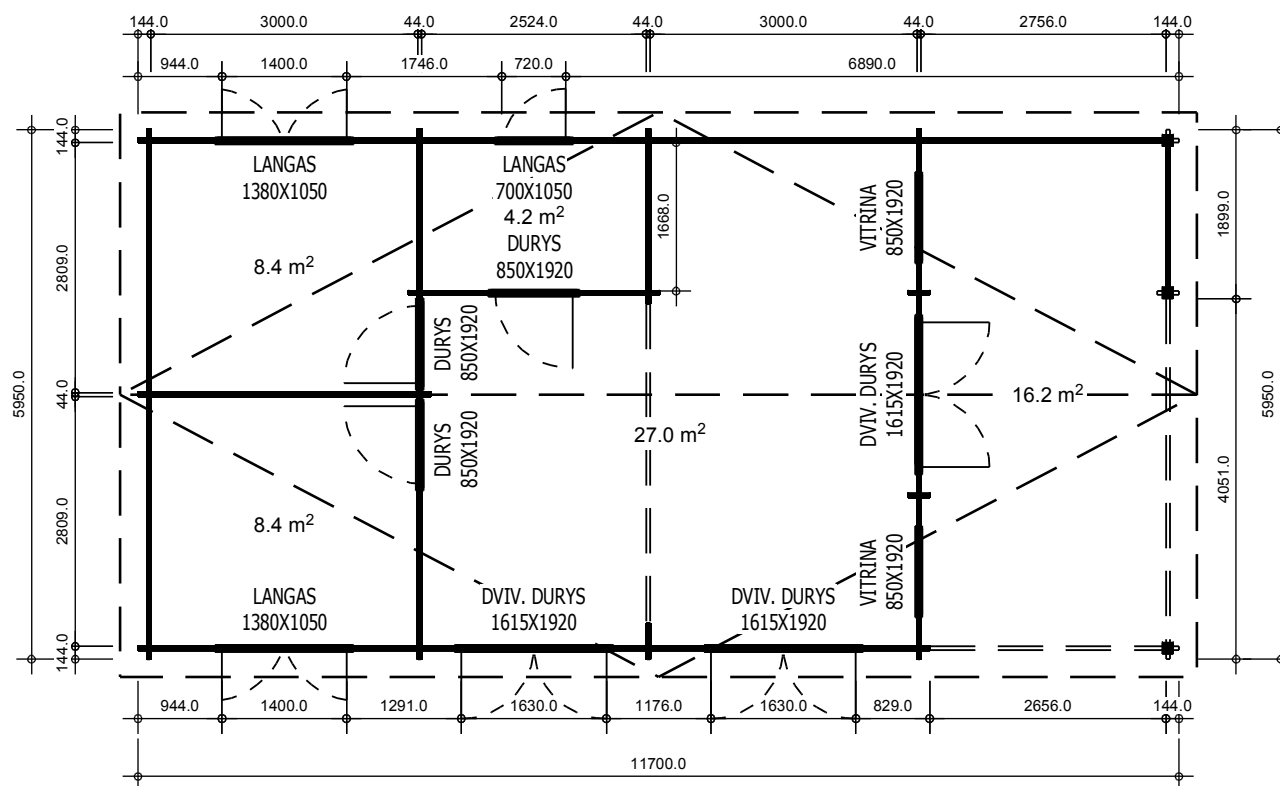 144.0 3000.0 44.0 2524.0 44.0 3000.0 44.0 2756.0 144.0
944.0 1400.0 1746.0 720.0 6890.0
144.0
2809.0
44.0
2809.0
144.0
5950.0
LANGAS
1380X1050
LANGAS
700X1050
4.2 m²
DURYS
850X1920
1668.0
VITRINA
850X1920
1899.0
8.4 m²
DURYS
850X1920
DVIV. DURYS
1615X1920
16.2 m²
5950.0
27.0 m²
DURYS
850X1920
4051.0
8.4 m²
VITRINA
850X1920
LANGAS
1380X1050
DVIV. DURYS
1615X1920
DVIV. DURYS
1615X1920
944.0 1400.0 1291.0 1630.0 1176.0 1630.0 829.0 2656.0 144.0
11700.0